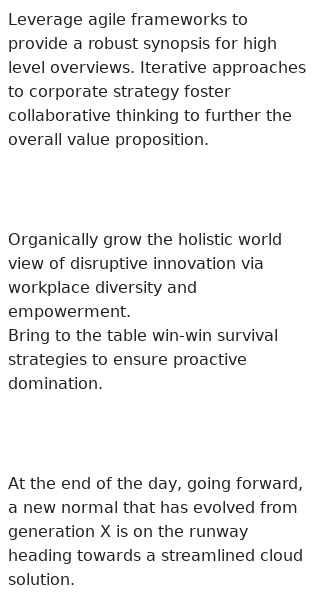 Leverage agile frameworks to
provide a robust synopsis for high
level overviews. Iterative approaches
to corporate strategy foster
collaborative thinking to further the
overall value proposition.
Organically grow the holistic world
view of disruptive innovation via
workplace diversity and
empowerment.
Bring to the table win-win survival
strategies to ensure proactive
domination.
At the end of the day, going forward,
a new normal that has evolved from
generation X is on the runway
heading towards a streamlined cloud
solution.